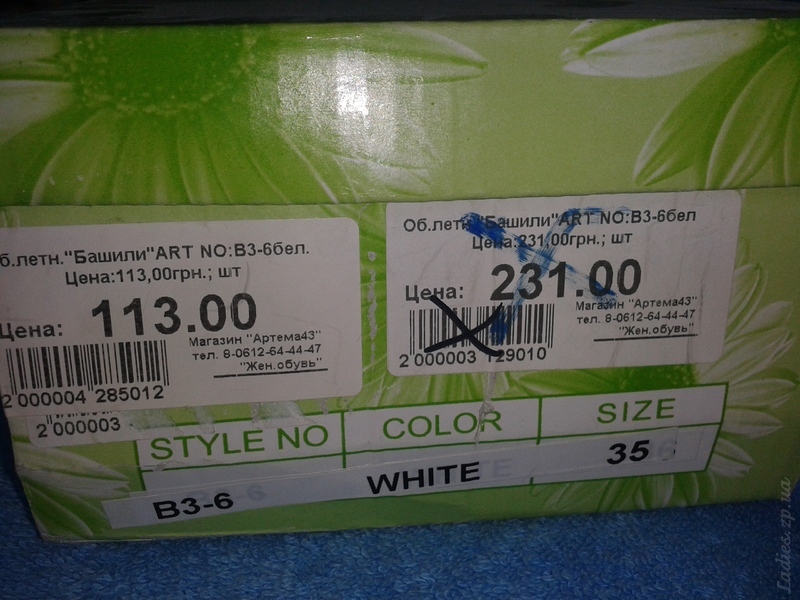 б.летн."Башили"ART NO:B3-6бел.
Цена:113,00грн.; шт
Цена: 113.00
Магазин "Артема43"
тел. 8-0612-64-44-47
"Жен.обувь"
2 000004 285012
2 000003
Об.летн."Башили"ART NO:B3-6бел
Цена:231,00грн.; шт
Цена: 231.00
Магазин "Артема43"
тел. 8-0612-64-44-47
"Жен.обувь"
2 000003 29010
STYLE NO COLOR SIZE
B3-6 WHITE 35
Ladies.zp.ua